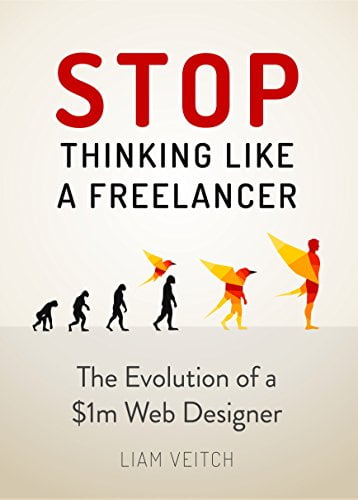 STOP
THINKING LIKE
A FREELANCER
The Evolution of a
$1m Web Designer
LIAM VEITCH